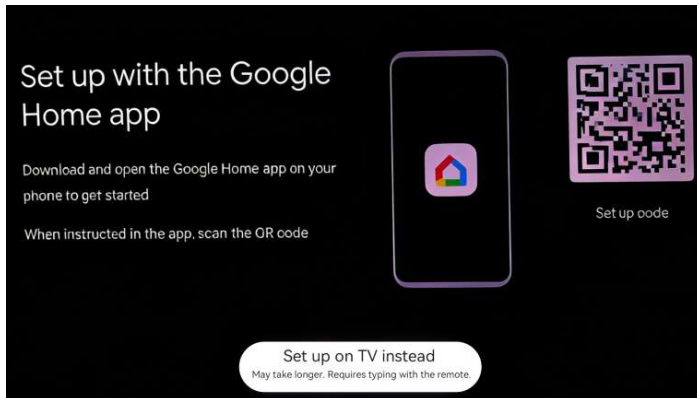 Set up with the Google
Home app
Download and open the Google Home app on your
phone to get started
When instructed in the app, scan the QR code
Set up code
Set up on TV instead
May take longer. Requires typing with the remote.